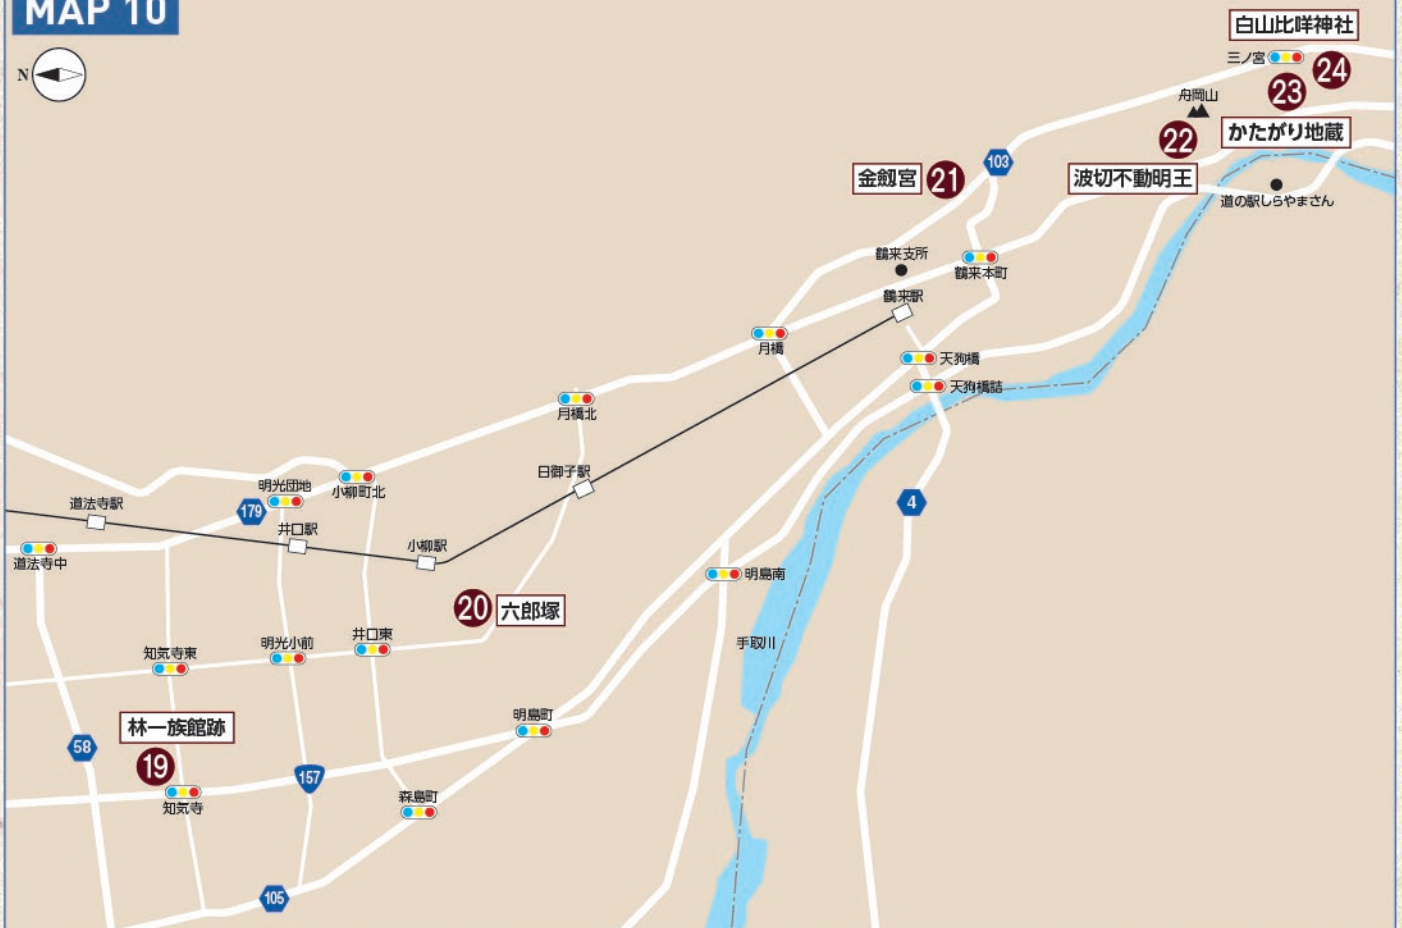 MAP 10
N
白山比咩神社
三ノ宮
24
23
舟岡山
22
かたがり地蔵
103
金劔宮
21
波切不動明王
道の駅しらやまさん
鶴来支所
鶴来本町
鶴来駅
月橋
天狗橋
天狗橋詰
月橋北
日御子駅
小柳町北
明光団地
179
道法寺駅
井口駅
小柳駅
道法寺中
4
明島南
20
六郎塚
手取川
井口東
明光小前
知気寺東
林一族館跡
明島町
58
19
157
知気寺
森島町
105